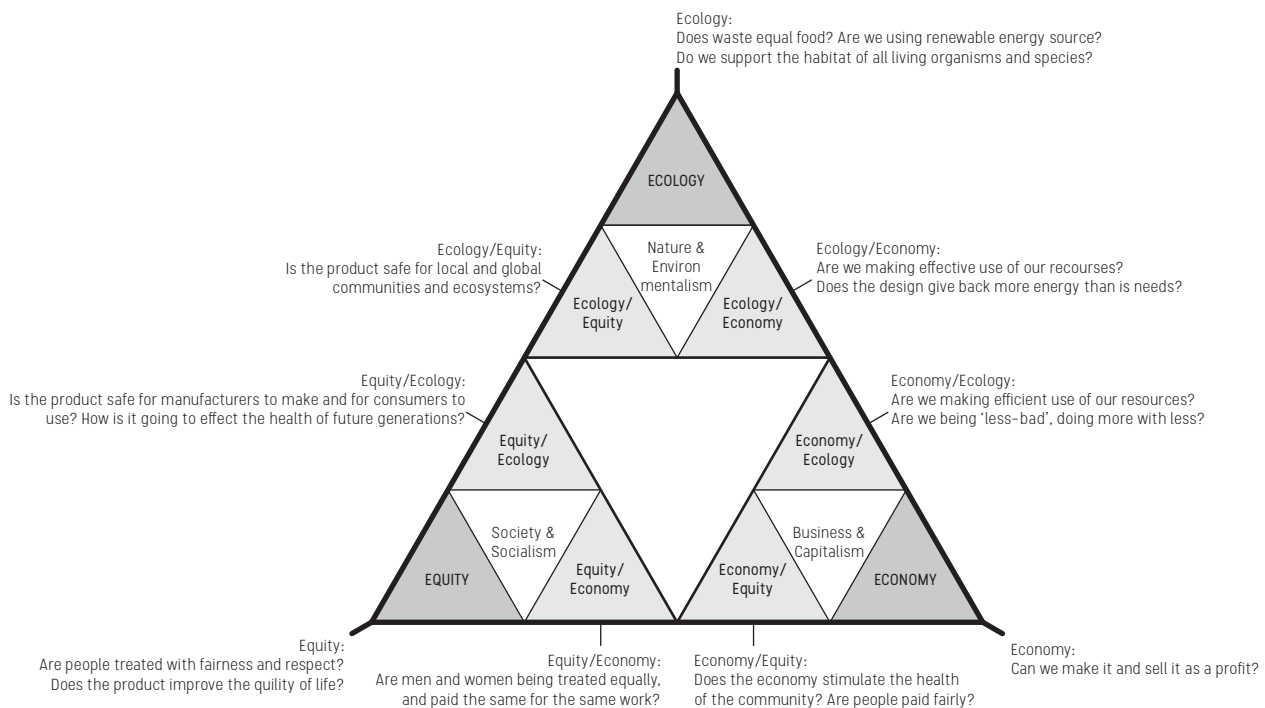 Ecology:
Does waste equal food? Are we using renewable energy source?
Do we support the habitat of all living organisms and species?
ECOLOGY
Nature &
Environ
mentalism
Ecology/
Equity
Ecology/
Economy
Ecology/Equity:
Is the product safe for local and global
communities and ecosystems?
Ecology/Economy:
Are we making effective use of our recourses?
Does the design give back more energy than is needs?
Equity/Ecology:
Is the product safe for manufacturers to make and for consumers to
use? How is it going to effect the health of future generations?
Economy/Ecology:
Are we making efficient use of our resources?
Are we being ‘less-bad’, doing more with less?
Equity/
Ecology
Economy/
Ecology
Society &
Socialism
Business &
Capitalism
EQUITY
Equity/
Economy
Economy/
Equity
ECONOMY
Equity:
Are people treated with fairness and respect?
Does the product improve the quility of life?
Equity/Economy:
Are men and women being treated equally,
and paid the same for the same work?
Economy/Equity:
Does the economy stimulate the health
of the community? Are people paid fairly?
Economy:
Can we make it and sell it as a profit?